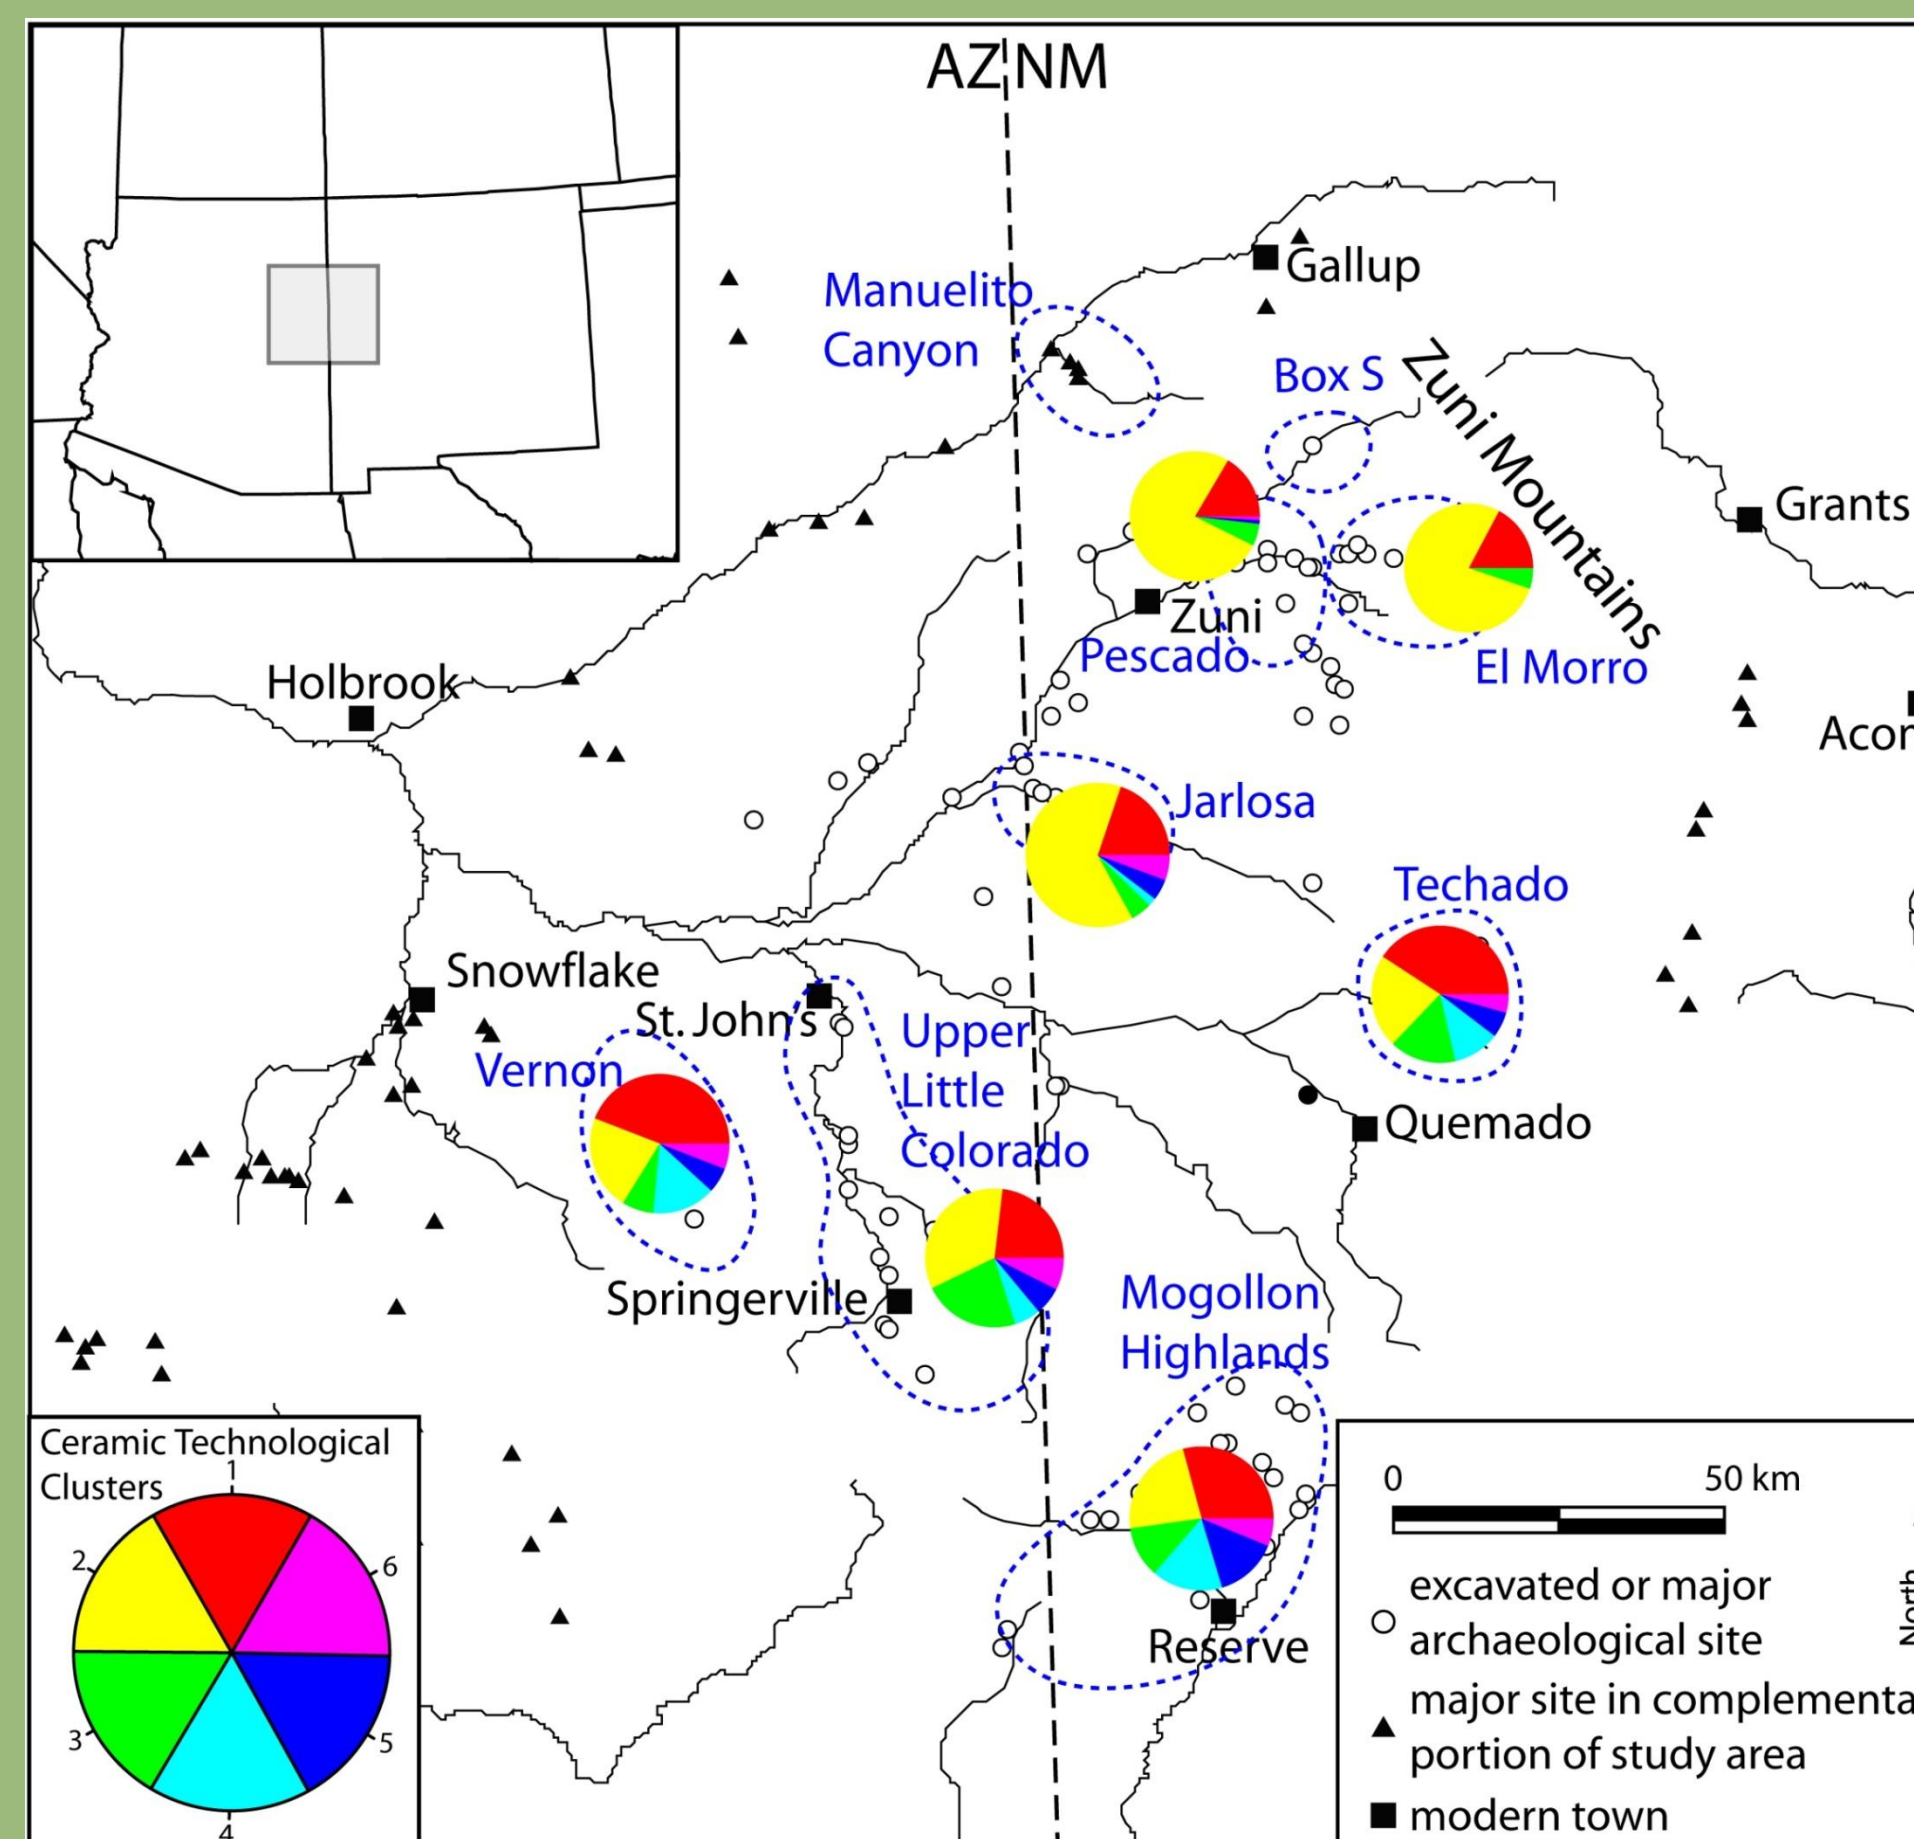 AZ NM
Gallup
Manuelito
Canyon
Box S
Zuni Mountains
Grants
Zuni
Pescado
El Morro
Holbrook
Jarlosa
Techado
Snowflake
St. John's
Upper
Little
Colorado
Vernon
Quemado
Springerville
Mogollon
Highlands
Reserve
Ceramic Technological
Clusters
1
2
6
3
5
4
0 50 km
excavated or major
archaeological site
major site in complementa
portion of study area
modern town
North